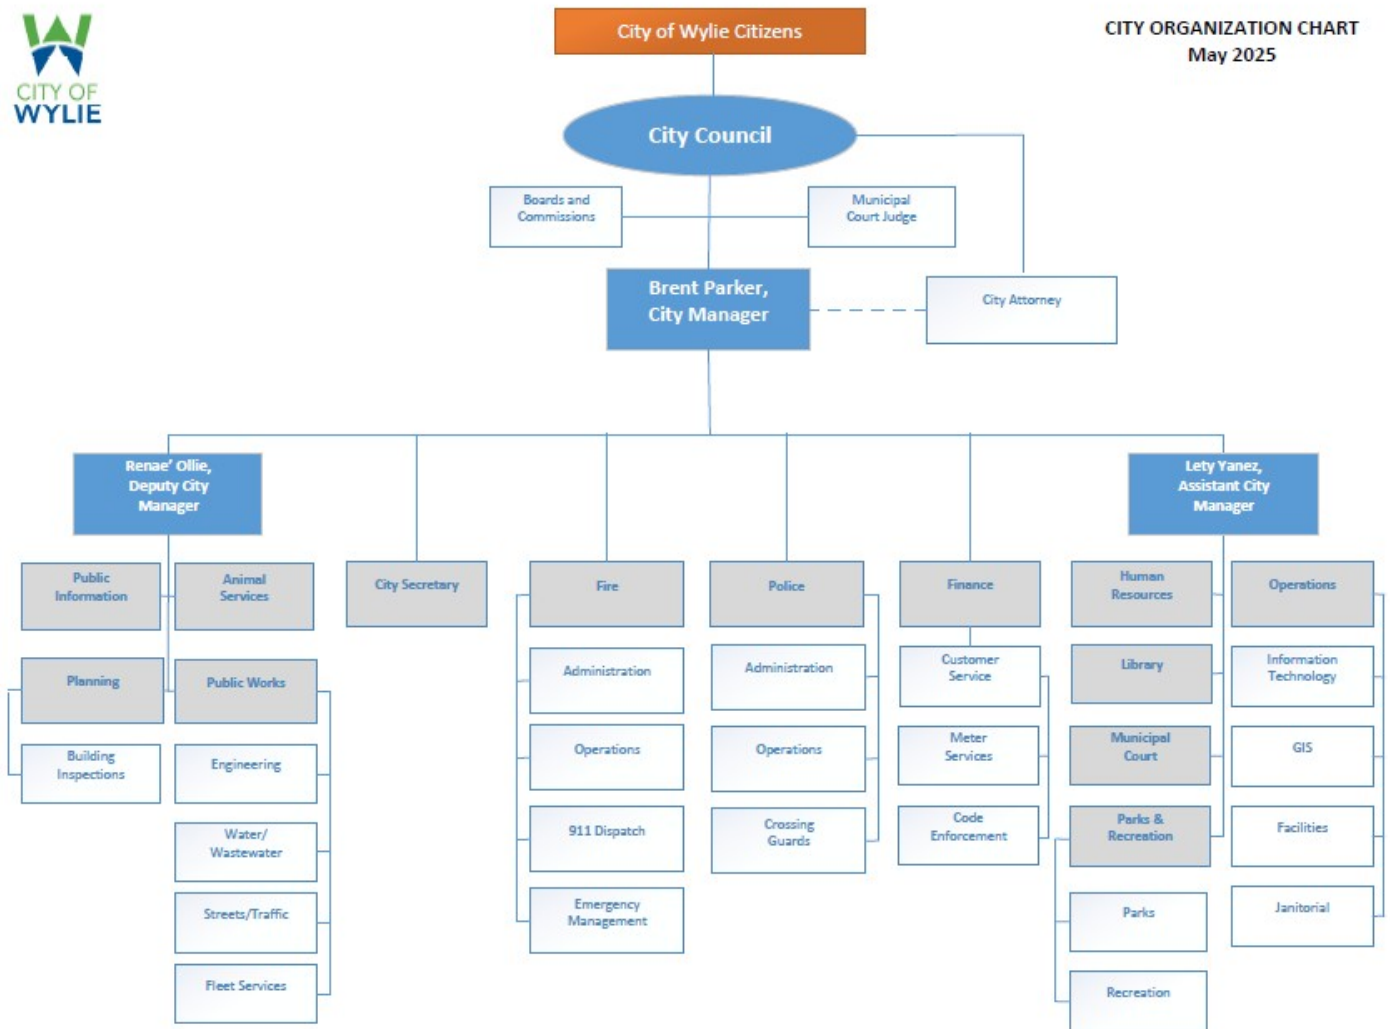 CITY OF
WYLIE
City of Wylie Citizens
CITY ORGANIZATION CHART
May 2025
City Council
Boards and
Commissions
Municipal
Court Judge
Brent Parker,
City Manager
City Attorney
Renae’ Ollie,
Deputy City
Manager
Lety Yanez,
Assistant City
Manager
Public
Information
Animal
Services
City Secretary
Fire
Police
Finance
Human
Resources
Operations
Planning
Public Works
Administration
Administration
Customer
Service
Library
Information
Technology
Building
Inspections
Engineering
Operations
Operations
Meter
Services
Municipal
Court
GIS
Water/
Wastewater
911 Dispatch
Crossing
Guards
Code
Enforcement
Parks &
Recreation
Facilities
Streets/Traffic
Emergency
Management
Parks
Janitorial
Fleet Services
Recreation